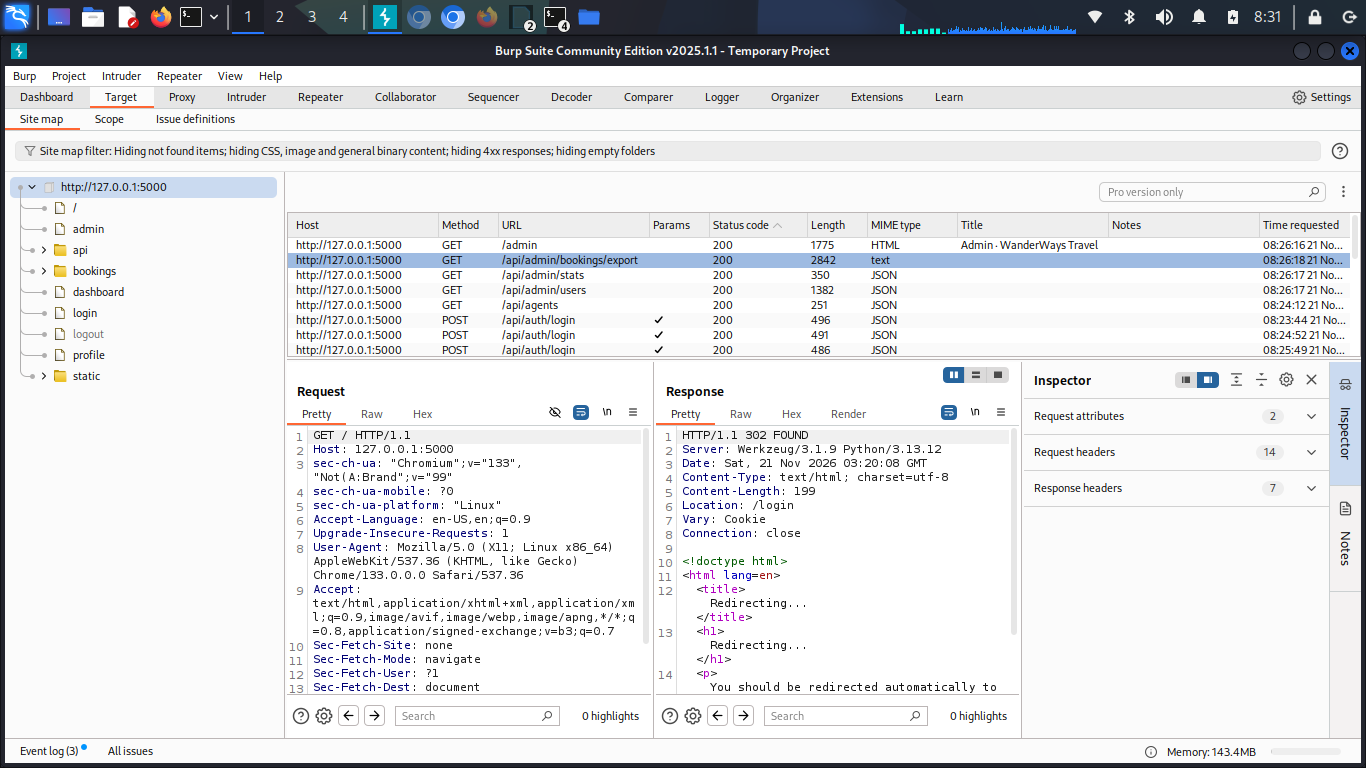 1 2 3 4 2 4 8:31
Burp Suite Community Edition v2025.1.1 - Temporary Project
Burp Project Intruder Repeater View Help
Dashboard Target Proxy Intruder Repeater Collaborator Sequencer Decoder Comparer Logger Organizer Extensions Learn Settings
Site map Scope Issue definitions
Site map filter: Hiding not found items; hiding CSS, image and general binary content; hiding 4xx responses; hiding empty folders
http://127.0.0.1:5000
/
admin
api
bookings
dashboard
login
logout
profile
static
Pro version only
Host Method URL Params Status code Length MIME type Title Notes Time requested
http://127.0.0.1:5000 GET /admin 200 1775 HTML Admin · WanderWays Travel 08:26:16 21 No...
http://127.0.0.1:5000 GET /api/admin/bookings/export 200 2842 text 08:26:18 21 No...
http://127.0.0.1:5000 GET /api/admin/stats 200 350 JSON 08:26:17 21 No...
http://127.0.0.1:5000 GET /api/admin/users 200 1382 JSON 08:26:17 21 No...
http://127.0.0.1:5000 GET /api/agents 200 251 JSON 08:24:12 21 No...
http://127.0.0.1:5000 POST /api/auth/login ✓ 200 496 JSON 08:23:44 21 No...
http://127.0.0.1:5000 POST /api/auth/login ✓ 200 491 JSON 08:24:52 21 No...
http://127.0.0.1:5000 POST /api/auth/login ✓ 200 486 JSON 08:25:49 21 No...
Request
Pretty Raw Hex \n
1 GET / HTTP/1.1
2 Host: 127.0.0.1:5000
3 sec-ch-ua: "Chromium";v="133",
"Not(A:Brand";v="99"
4 sec-ch-ua-mobile: ?0
5 sec-ch-ua-platform: "Linux"
6 Accept-Language: en-US,en;q=0.9
7 Upgrade-Insecure-Requests: 1
8 User-Agent: Mozilla/5.0 (X11; Linux x86_64)
AppleWebKit/537.36 (KHTML, like Gecko)
Chrome/133.0.0.0 Safari/537.36
9 Accept:
text/html,application/xhtml+xml,application/xm
l;q=0.9,image/avif,image/webp,image/apng,*/*;q
=0.8,application/signed-exchange;v=b3;q=0.7
10 Sec-Fetch-Site: none
11 Sec-Fetch-Mode: navigate
12 Sec-Fetch-User: ?1
13 Sec-Fetch-Dest: document
Search 0 highlights
Response
Pretty Raw Hex Render \n
1 HTTP/1.1 302 FOUND
2 Server: Werkzeug/3.1.9 Python/3.13.12
3 Date: Sat, 21 Nov 2026 03:20:08 GMT
4 Content-Type: text/html; charset=utf-8
5 Content-Length: 199
6 Location: /login
7 Vary: Cookie
8 Connection: close
9
10 <!doctype html>
11 <html lang=en>
12 <title>
Redirecting...
</title>
13 <h1>
Redirecting...
</h1>
14 <p>
You should be redirected automatically to
Search 0 highlights
Inspector
Request attributes 2
Request headers 14
Response headers 7
Inspector
Notes
Event log (3) All issues Memory: 143.4MB